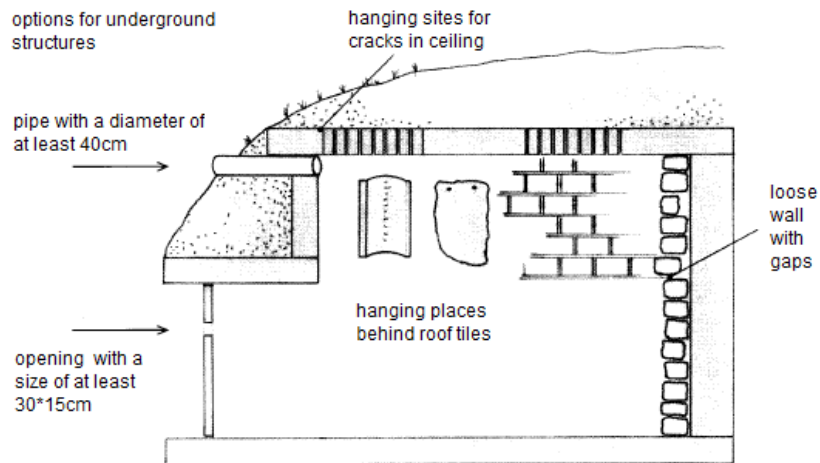 options for underground
structures
hanging sites for
cracks in ceiling
pipe with a diameter of
at least 40cm
loose
wall
with
gaps
hanging places
behind roof tiles
opening with a
size of at least
30*15cm